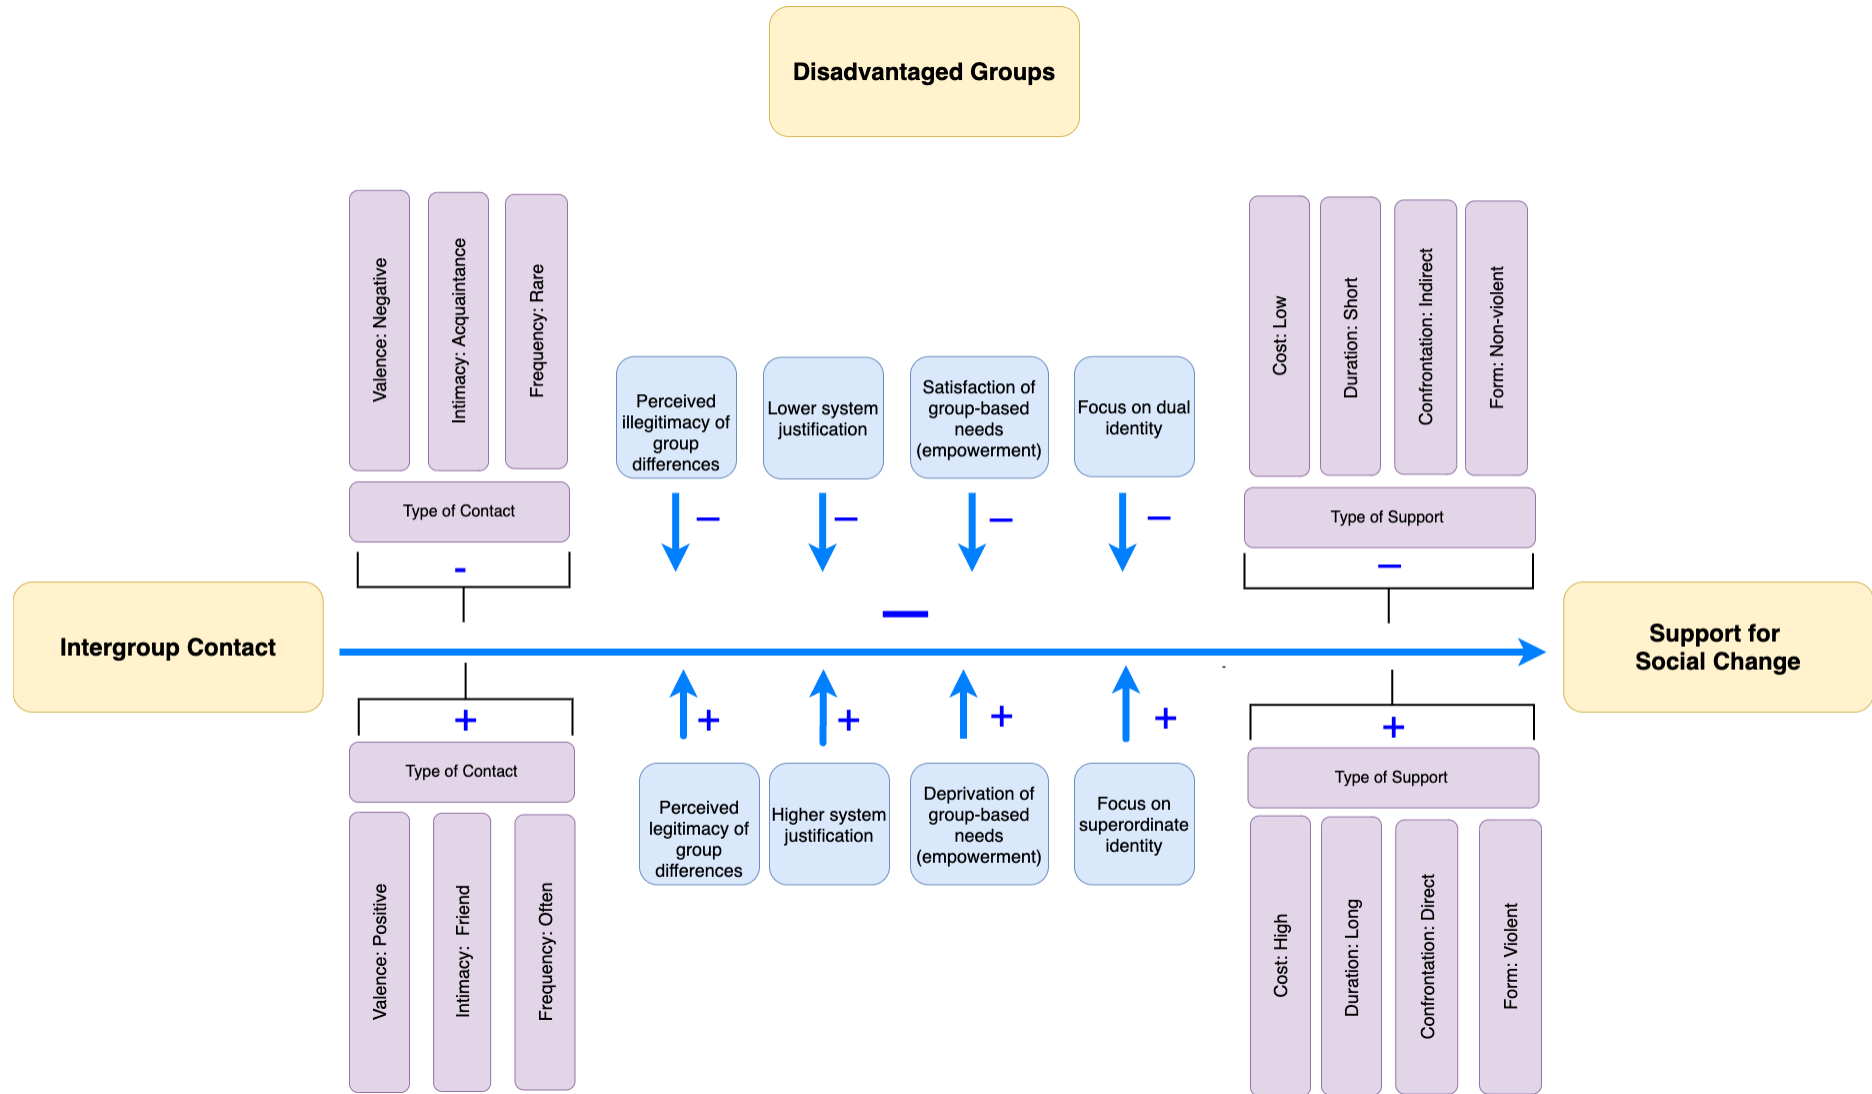 Disadvantaged Groups
Valence: Negative
Intimacy: Acquaintance
Frequency: Rare
Type of Contact
-
Perceived
illegitimacy of
group
differences
Lower system
justification
Satisfaction of
group-based
needs
(empowerment)
Focus on dual
identity
–
–
–
–
Cost: Low
Duration: Short
Confrontation: Indirect
Form: Non-violent
Type of Support
–
Intergroup Contact
—
Support for
Social Change
+
Type of Contact
Valence: Positive
Intimacy: Friend
Frequency: Often
+
+
+
+
Perceived
legitimacy of
group
differences
Higher system
justification
Deprivation of
group-based
needs
(empowerment)
Focus on
superordinate
identity
+
Type of Support
Cost: High
Duration: Long
Confrontation: Direct
Form: Violent